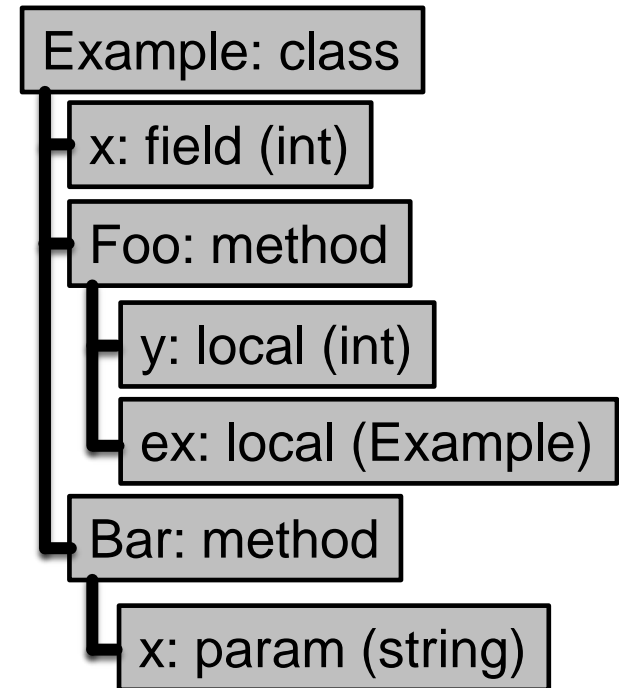 Example: class
x: field (int)
Foo: method
y: local (int)
ex: local (Example)
Bar: method
x: param (string)